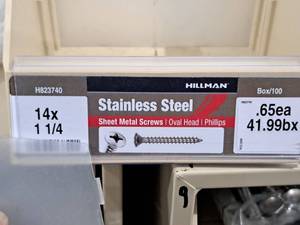 H823740
HILLMAN
Box/100
14x
1 1/4
Stainless Steel
Sheet Metal Screws | Oval Head | Phillips
.65ea
41.99bx